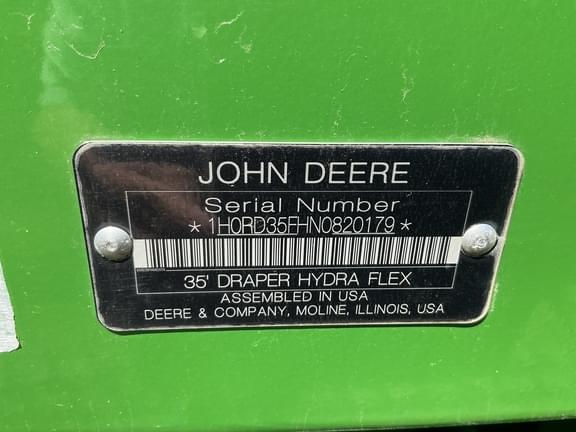 JOHN DEERE
Serial Number
*1H0RD35FHN0820179*
35' DRAPER HYDRA FLEX
ASSEMBLED IN USA
DEERE & COMPANY, MOLINE, ILLINOIS, USA